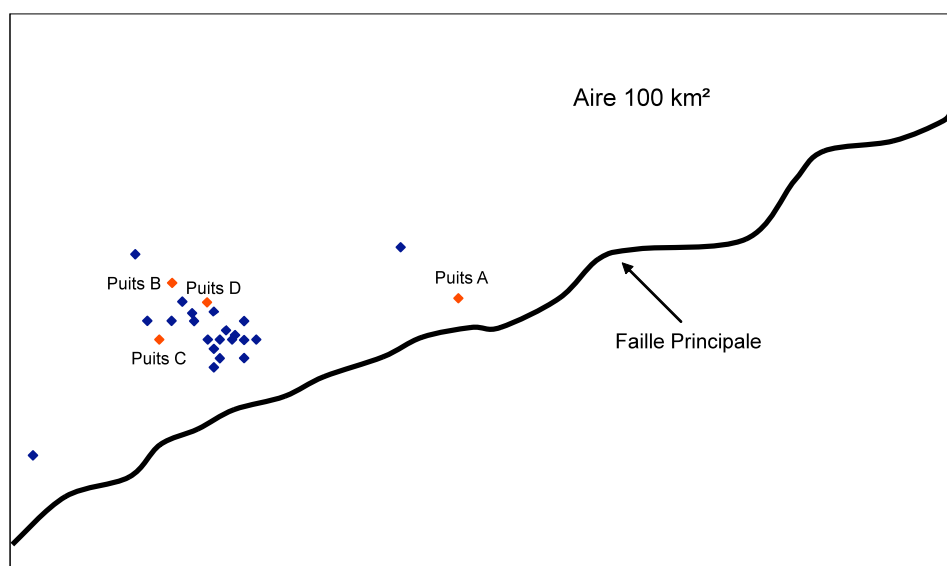 Aire 100 km²
Puits A
Puits B
Puits D
Puits C
Faille Principale